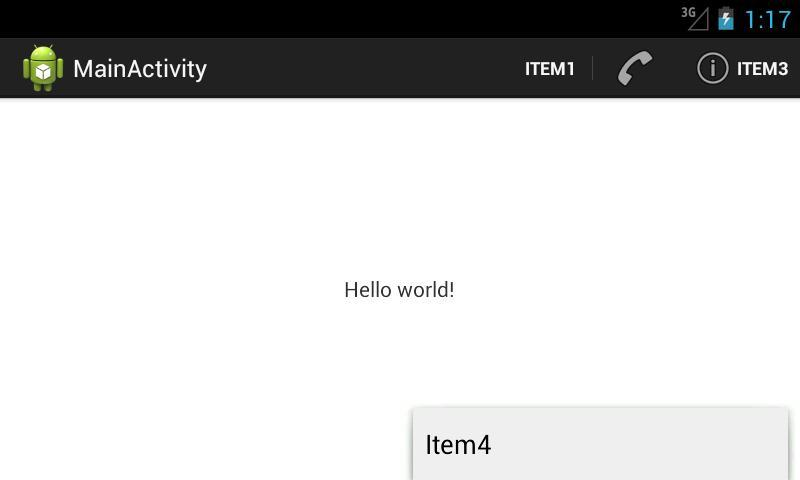 3G 1:17
MainActivity ITEM1 ITEM3
Hello world!
Item4